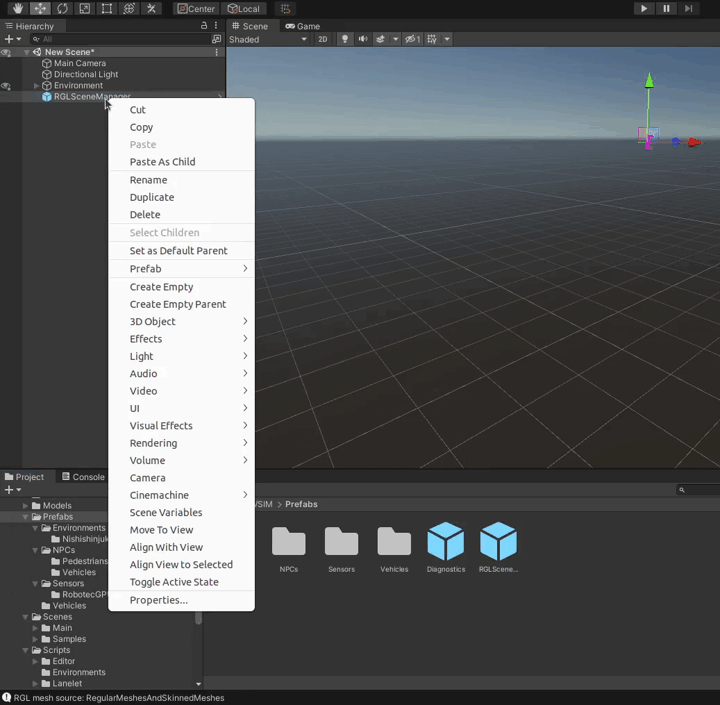 Center Local
Hierarchy
All
New Scene*
Main Camera
Directional Light
Environment
RGLSceneManager
Cut
Copy
Paste
Paste As Child
Rename
Duplicate
Delete
Select Children
Set as Default Parent
Prefab
Create Empty
Create Empty Parent
3D Object
Effects
Light
Audio
Video
UI
Visual Effects
Rendering
Volume
Camera
Cinemachine
Scene Variables
Move To View
Align With View
Align View to Selected
Toggle Active State
Properties...
Scene Game
Shaded 2D 1
Project Console
Models
Prefabs
Environments
Nishishinjuk
NPCs
Pedestrians
Vehicles
Sensors
RobotecGP
Vehicles
Scenes
Main
Samples
Scripts
Editor
Environments
Lanelet
/SIM > Prefabs
NPCs Sensors Vehicles Diagnostics RGLScene...
RGL mesh source: RegularMeshesAndSkinnedMeshes